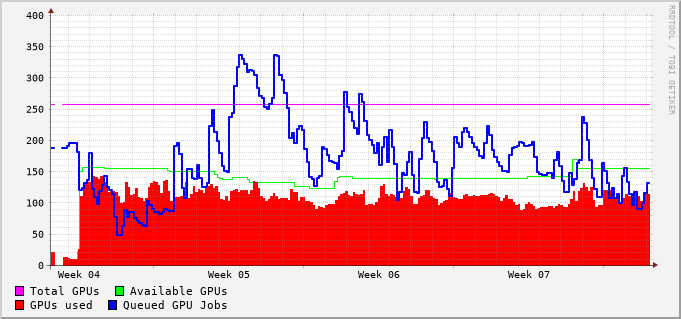 400
350
300
250
200
150
100
50
0
Week 04 Week 05 Week 06 Week 07
Total GPUs Available GPUs
GPUs used Queued GPU Jobs
RRDTOOL / TOBI OETIKER